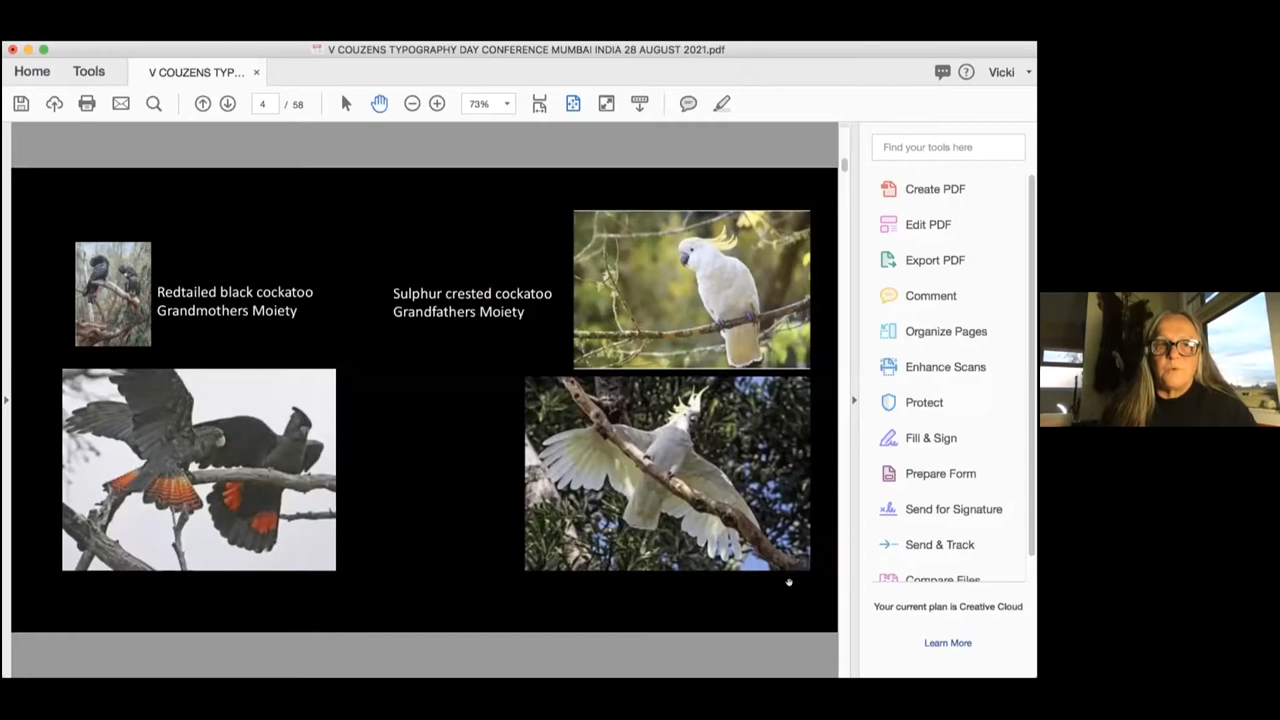 V COUZENS TYPOGRAPHY DAY CONFERENCE MUMBAI INDIA 28 AUGUST 2021.pdf
Home
Tools
V COUZENS TYP...
Vicki
4 / 58
73%
Find your tools here
Redtailed black cockatoo
Grandmothers Moiety
Sulphur crested cockatoo
Grandfathers Moiety
Create PDF
Edit PDF
Export PDF
Comment
Organize Pages
Enhance Scans
Protect
Fill & Sign
Prepare Form
Send for Signature
Send & Track
Compare Files
Your current plan is Creative Cloud
Learn More